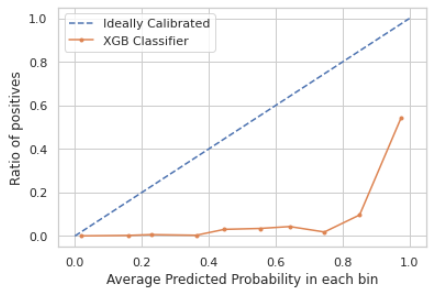 Ideally Calibrated
XGB Classifier
1.0
0.8
0.6
0.4
0.2
0.0
Ratio of positives
0.0 0.2 0.4 0.6 0.8 1.0
Average Predicted Probability in each bin